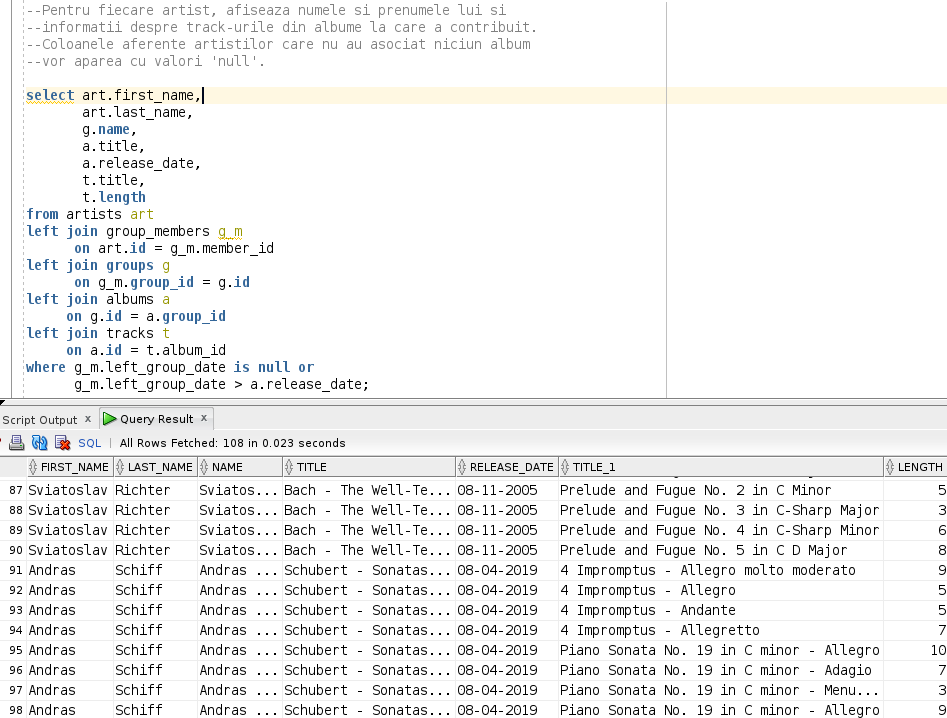 --Pentru fiecare artist, afiseaza numele si prenumele lui si
--informatii despre track-urile din albume la care a contribuit.
--Coloanele aferente artistilor care nu au asociat niciun album
--vor aparea cu valori 'null'.
select art.first_name,
art.last_name,
g.name,
a.title,
a.release_date,
t.title,
t.length
from artists art
left join group_members g_m
on art.id = g_m.member_id
left join groups g
on g_m.group_id = g.id
left join albums a
on g.id = a.group_id
left join tracks t
on a.id = t.album_id
where g_m.left_group_date is null or
g_m.left_group_date > a.release_date;
Script Output x Query Result x
SQL | All Rows Fetched: 108 in 0.023 seconds
FIRST_NAME LAST_NAME NAME TITLE RELEASE_DATE TITLE_1 LENGTH
87 Sviatoslav Richter Sviatos... Bach - The Well-Te... 08-11-2005 Prelude and Fugue No. 2 in C Minor 5
88 Sviatoslav Richter Sviatos... Bach - The Well-Te... 08-11-2005 Prelude and Fugue No. 3 in C-Sharp Major 3
89 Sviatoslav Richter Sviatos... Bach - The Well-Te... 08-11-2005 Prelude and Fugue No. 4 in C-Sharp Minor 6
90 Sviatoslav Richter Sviatos... Bach - The Well-Te... 08-11-2005 Prelude and Fugue No. 5 in C D Major 8
91 Andras Schiff Andras ... Schubert - Sonatas... 08-04-2019 4 Impromptus - Allegro molto moderato 9
92 Andras Schiff Andras ... Schubert - Sonatas... 08-04-2019 4 Impromptus - Allegro 5
93 Andras Schiff Andras ... Schubert - Sonatas... 08-04-2019 4 Impromptus - Andante 5
94 Andras Schiff Andras ... Schubert - Sonatas... 08-04-2019 4 Impromptus - Allegretto 7
95 Andras Schiff Andras ... Schubert - Sonatas... 08-04-2019 Piano Sonata No. 19 in C minor - Allegro 10
96 Andras Schiff Andras ... Schubert - Sonatas... 08-04-2019 Piano Sonata No. 19 in C minor - Adagio 7
97 Andras Schiff Andras ... Schubert - Sonatas... 08-04-2019 Piano Sonata No. 19 in C minor - Menu... 3
98 Andras Schiff Andras ... Schubert - Sonatas... 08-04-2019 Piano Sonata No. 19 in C minor - Allegro 9